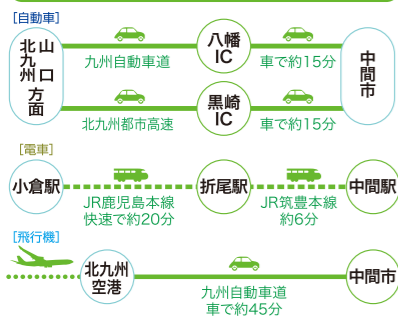 [自動車]
山口
北九州
方面
九州自動車道
八幡
IC
車で約15分
中間市
北九州都市高速
黒崎
IC
車で約15分
[電車]
小倉駅
JR鹿児島本線
快速で約20分
折尾駅
JR筑豊本線
約6分
中間駅
[飛行機]
北九州
空港
九州自動車道
車で約45分
中間市